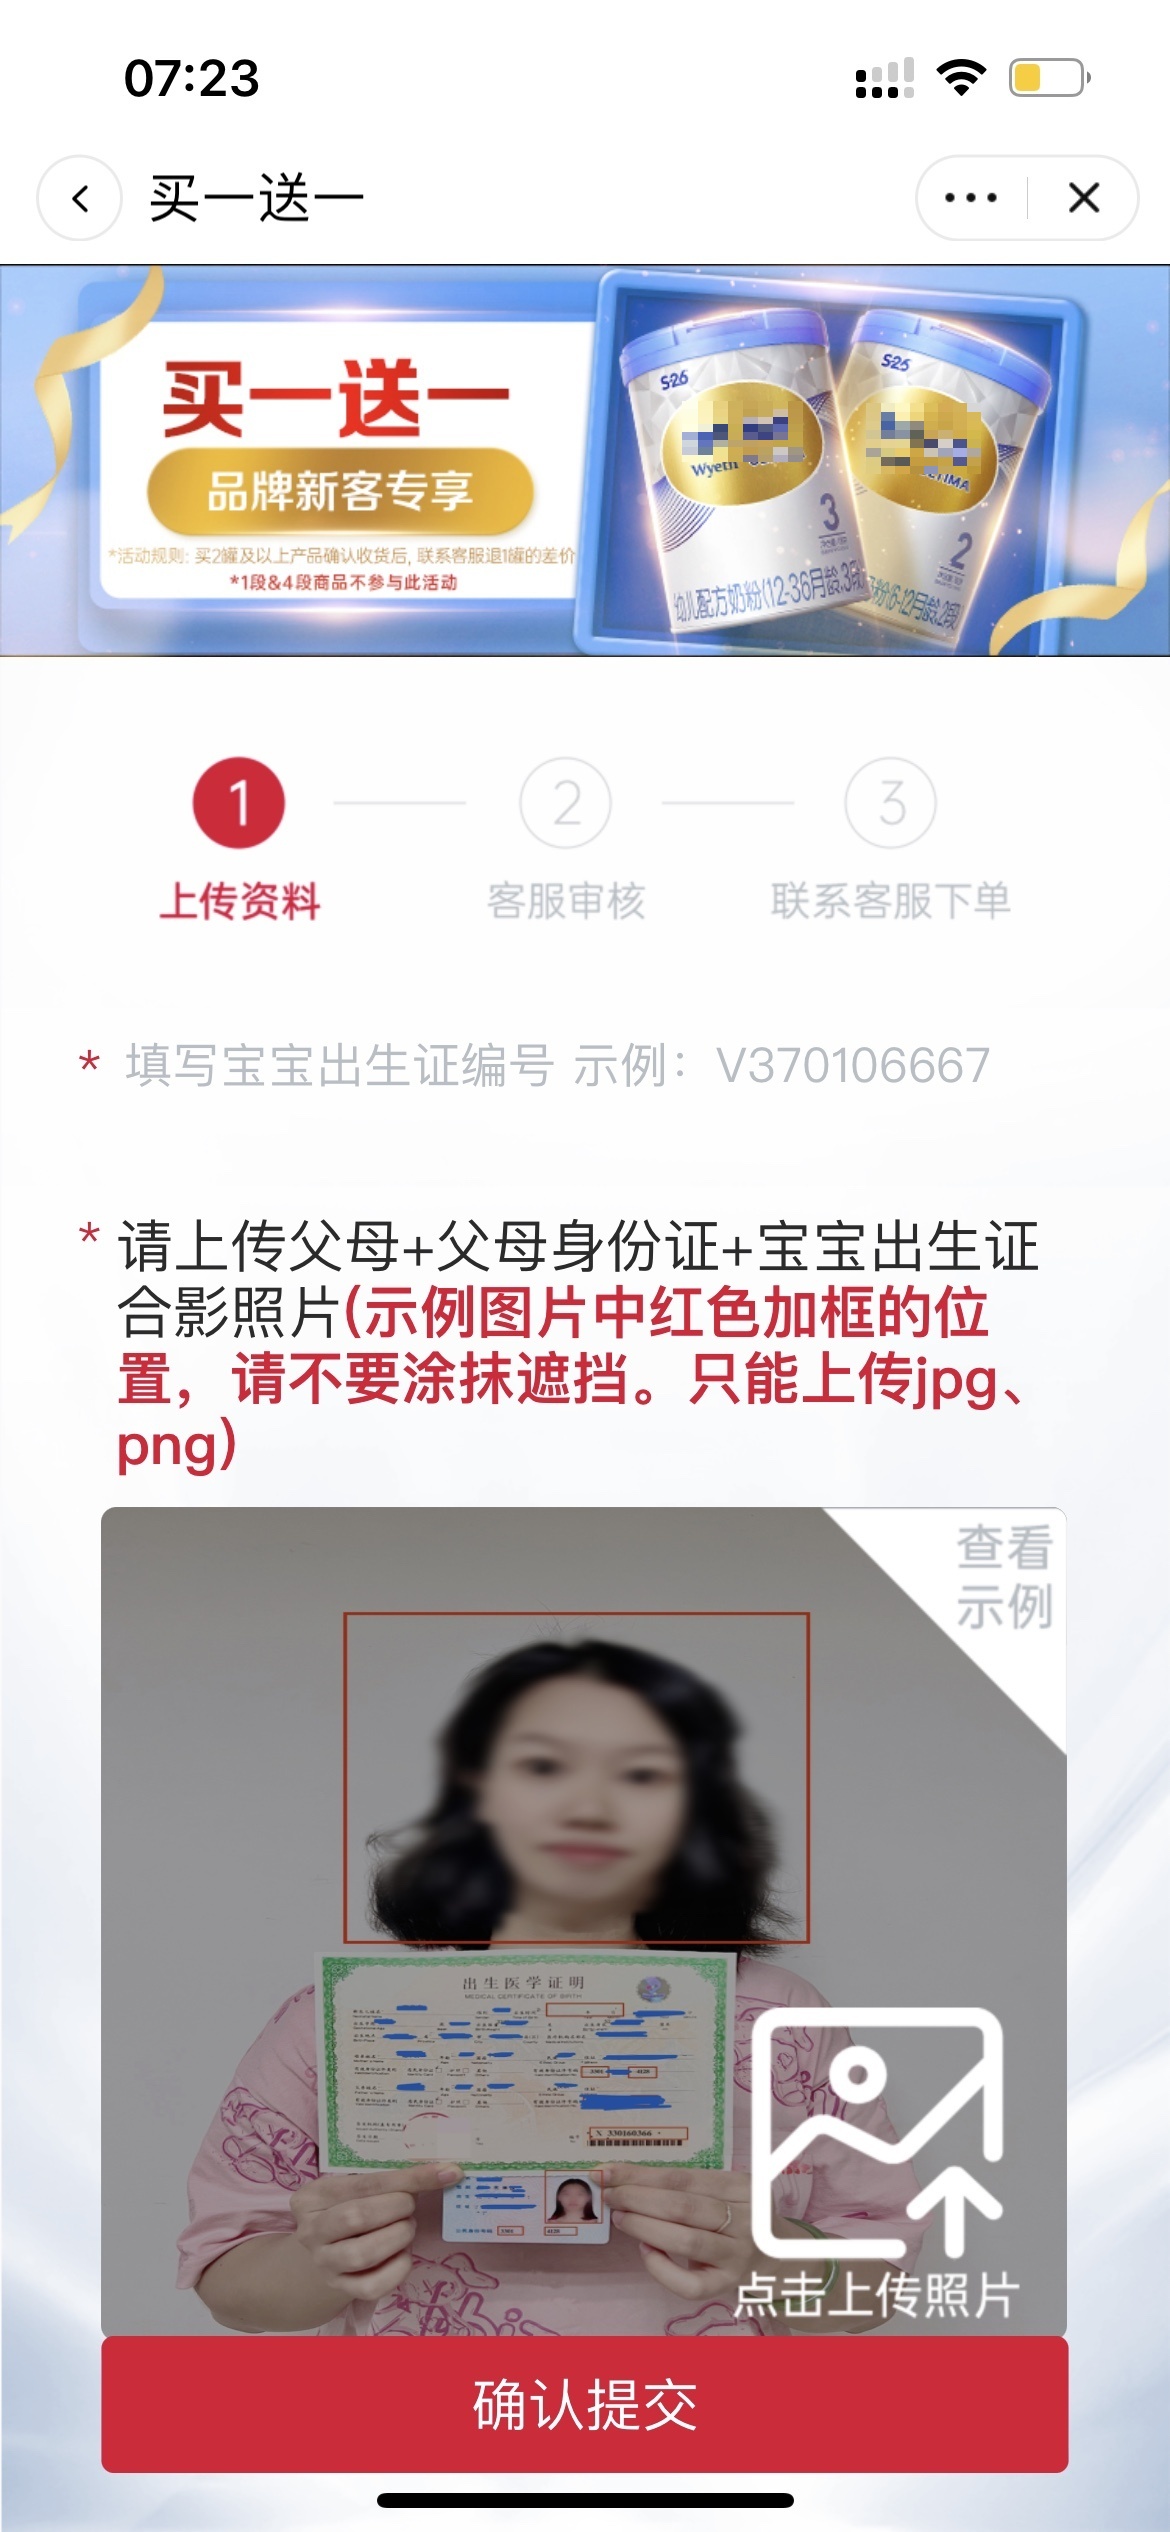 07:23
买一送一
买一送一
品牌新客专享
*活动规则: 买2罐及以上产品确认收货后, 联系客服退1罐的差价
*1段&4段商品不参与此活动
S-26
S-26
Wyeth
3
2
幼儿配方奶粉(12-36月龄,3段)
粉(6-12月龄,2段
1
2
3
上传资料
客服审核
联系客服下单
* 填写宝宝出生证编号 示例：V370106667
* 请上传父母+父母身份证+宝宝出生证
合影照片(示例图片中红色加框的位
置，请不要涂抹遮挡。只能上传jpg、
png)
查看
示例
出生医学证明
MEDICAL CERTIFICATE OF BIRTH
3301
4128
X 330160366
3301
4128
点击上传照片
确认提交